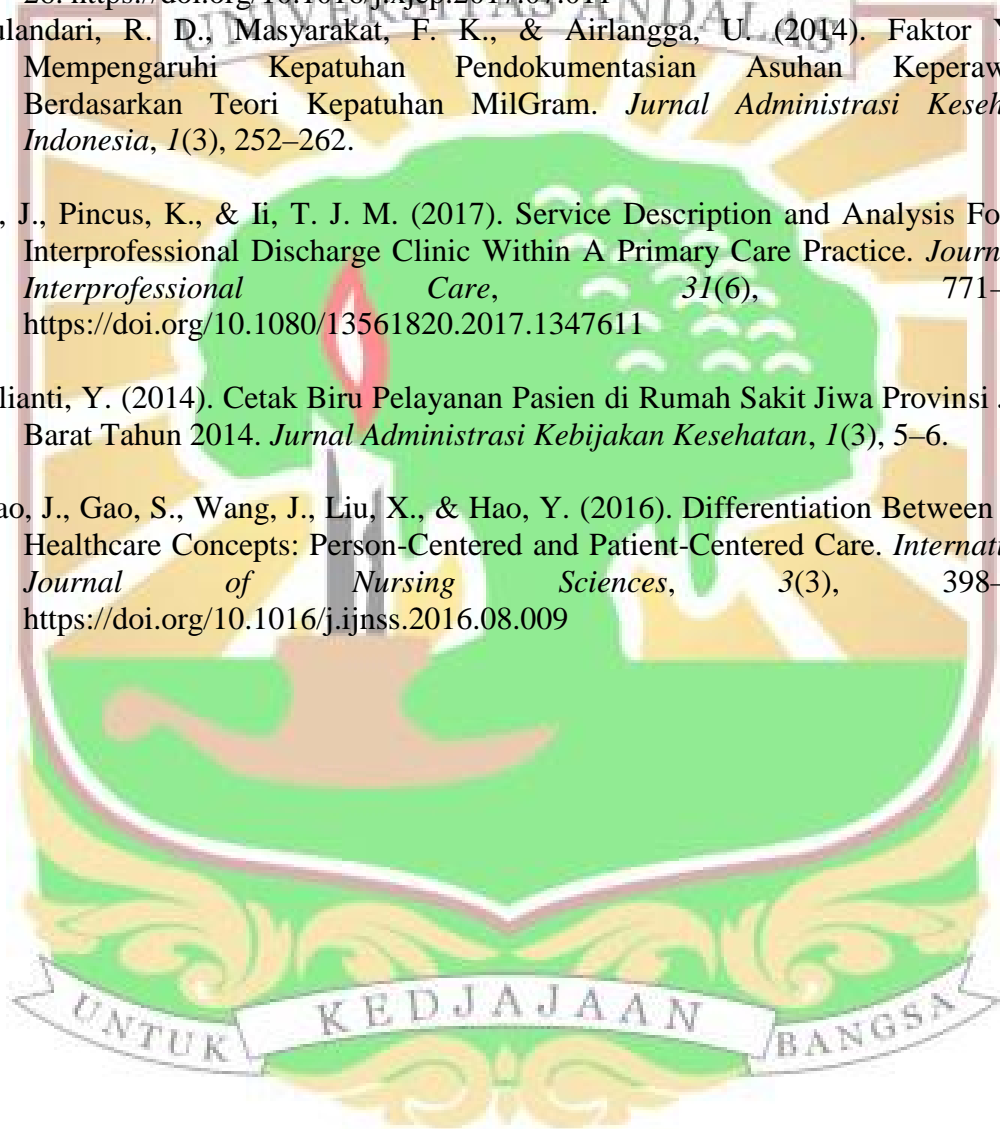 https://doi.org/10.1016/j.xjep.2017.07.011
ulandari, R. D., Masyarakat, F. K., & Airlangga, U. (2014). Faktor
Mempengaruhi Kepatuhan Pendokumentasian Asuhan Keperaw
Berdasarkan Teori Kepatuhan MilGram. Jurnal Administrasi Keseh
Indonesia, 1(3), 252–262.
, J., Pincus, K., & Ii, T. J. M. (2017). Service Description and Analysis Fo
Interprofessional Discharge Clinic Within A Primary Care Practice. Journ
Interprofessional Care, 31(6), 771–
https://doi.org/10.1080/13561820.2017.1347611
lianti, Y. (2014). Cetak Biru Pelayanan Pasien di Rumah Sakit Jiwa Provinsi J
Barat Tahun 2014. Jurnal Administrasi Kebijakan Kesehatan, 1(3), 5–6.
ao, J., Gao, S., Wang, J., Liu, X., & Hao, Y. (2016). Differentiation Between
Healthcare Concepts: Person-Centered and Patient-Centered Care. Internati
Journal of Nursing Sciences, 3(3), 398–
https://doi.org/10.1016/j.ijnss.2016.08.009
UNTUK KEDJAJAAN BANGSA